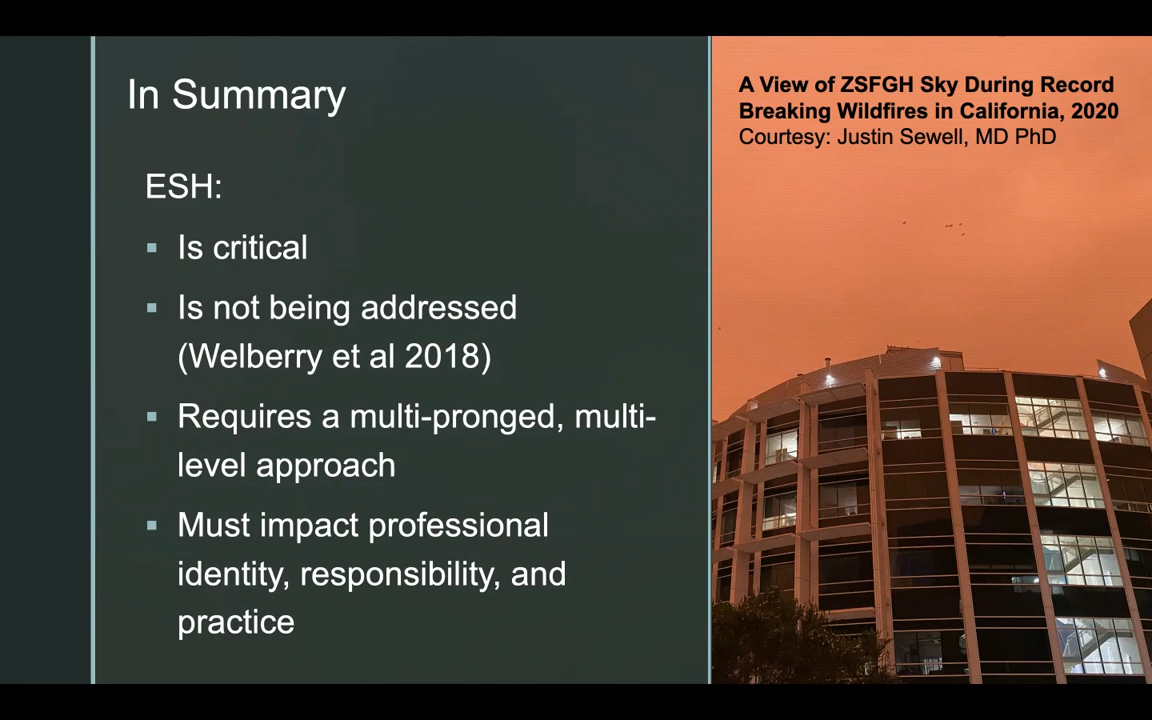 In Summary
ESH:
▪ Is critical
▪ Is not being addressed
(Welberry et al 2018)
▪ Requires a multi-pronged, multi-
level approach
▪ Must impact professional
identity, responsibility, and
practice
A View of ZSFGH Sky During Record
Breaking Wildfires in California, 2020
Courtesy: Justin Sewell, MD PhD